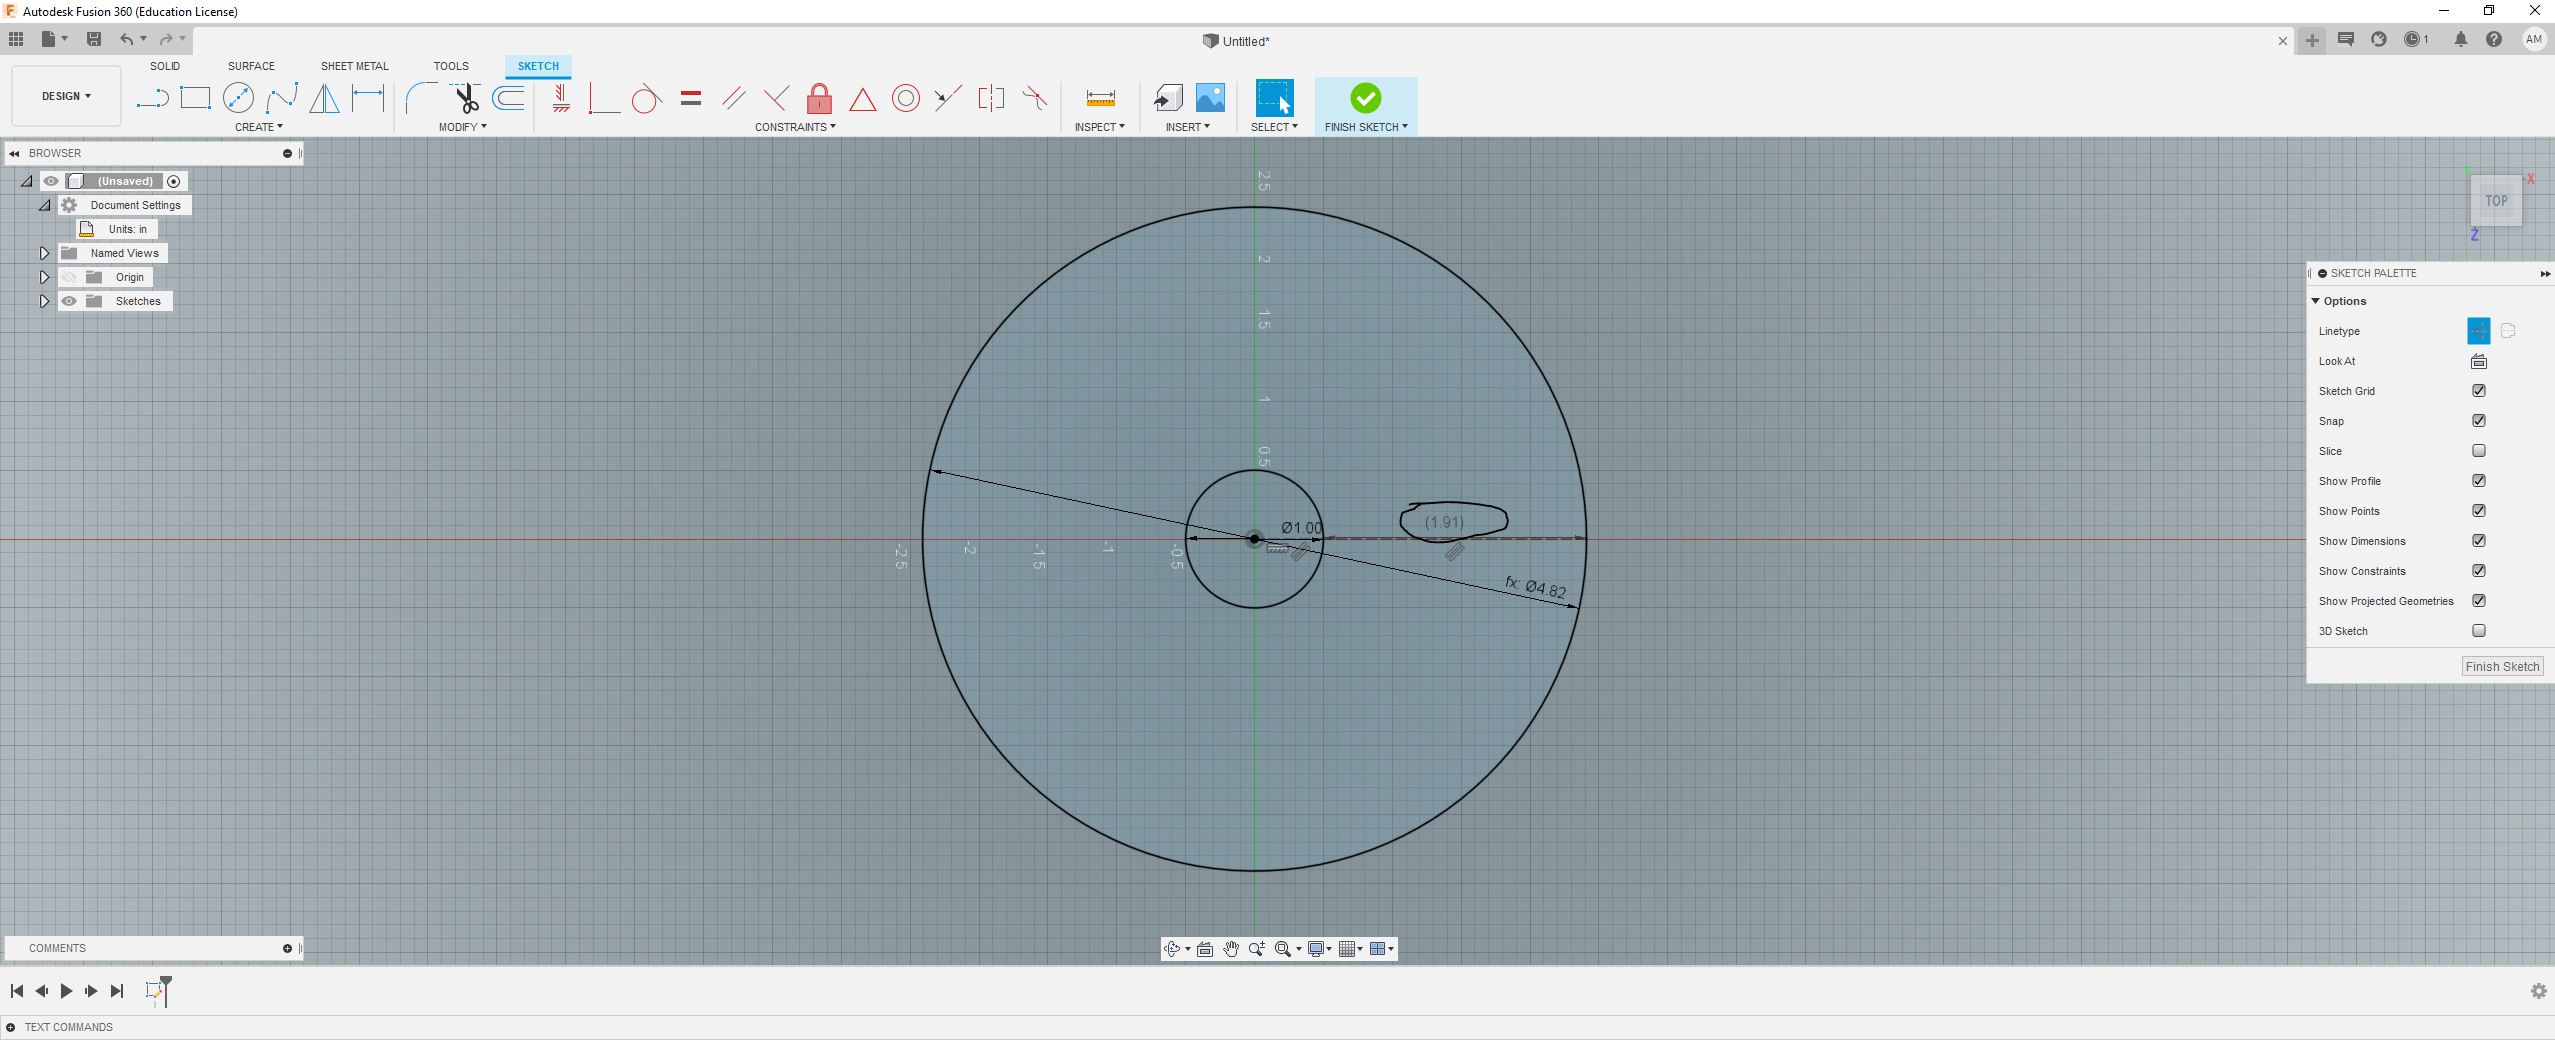 Autodesk Fusion 360 (Education License)
Untitled*
1
AM
DESIGN
SOLID
SURFACE
SHEET METAL
TOOLS
SKETCH
CREATE
MODIFY
CONSTRAINTS
INSPECT
INSERT
SELECT
FINISH SKETCH
BROWSER
(Unsaved)
Document Settings
Units: in
Named Views
Origin
Sketches
2.5
2
1.5
1
0.5
-2.5
-2
-1.5
-1
-0.5
Ø1.00
(1.91)
fx: Ø4.82
TOP
X
Z
SKETCH PALETTE
Options
Linetype
Look At
Sketch Grid
Snap
Slice
Show Profile
Show Points
Show Dimensions
Show Constraints
Show Projected Geometries
3D Sketch
Finish Sketch
COMMENTS
TEXT COMMANDS